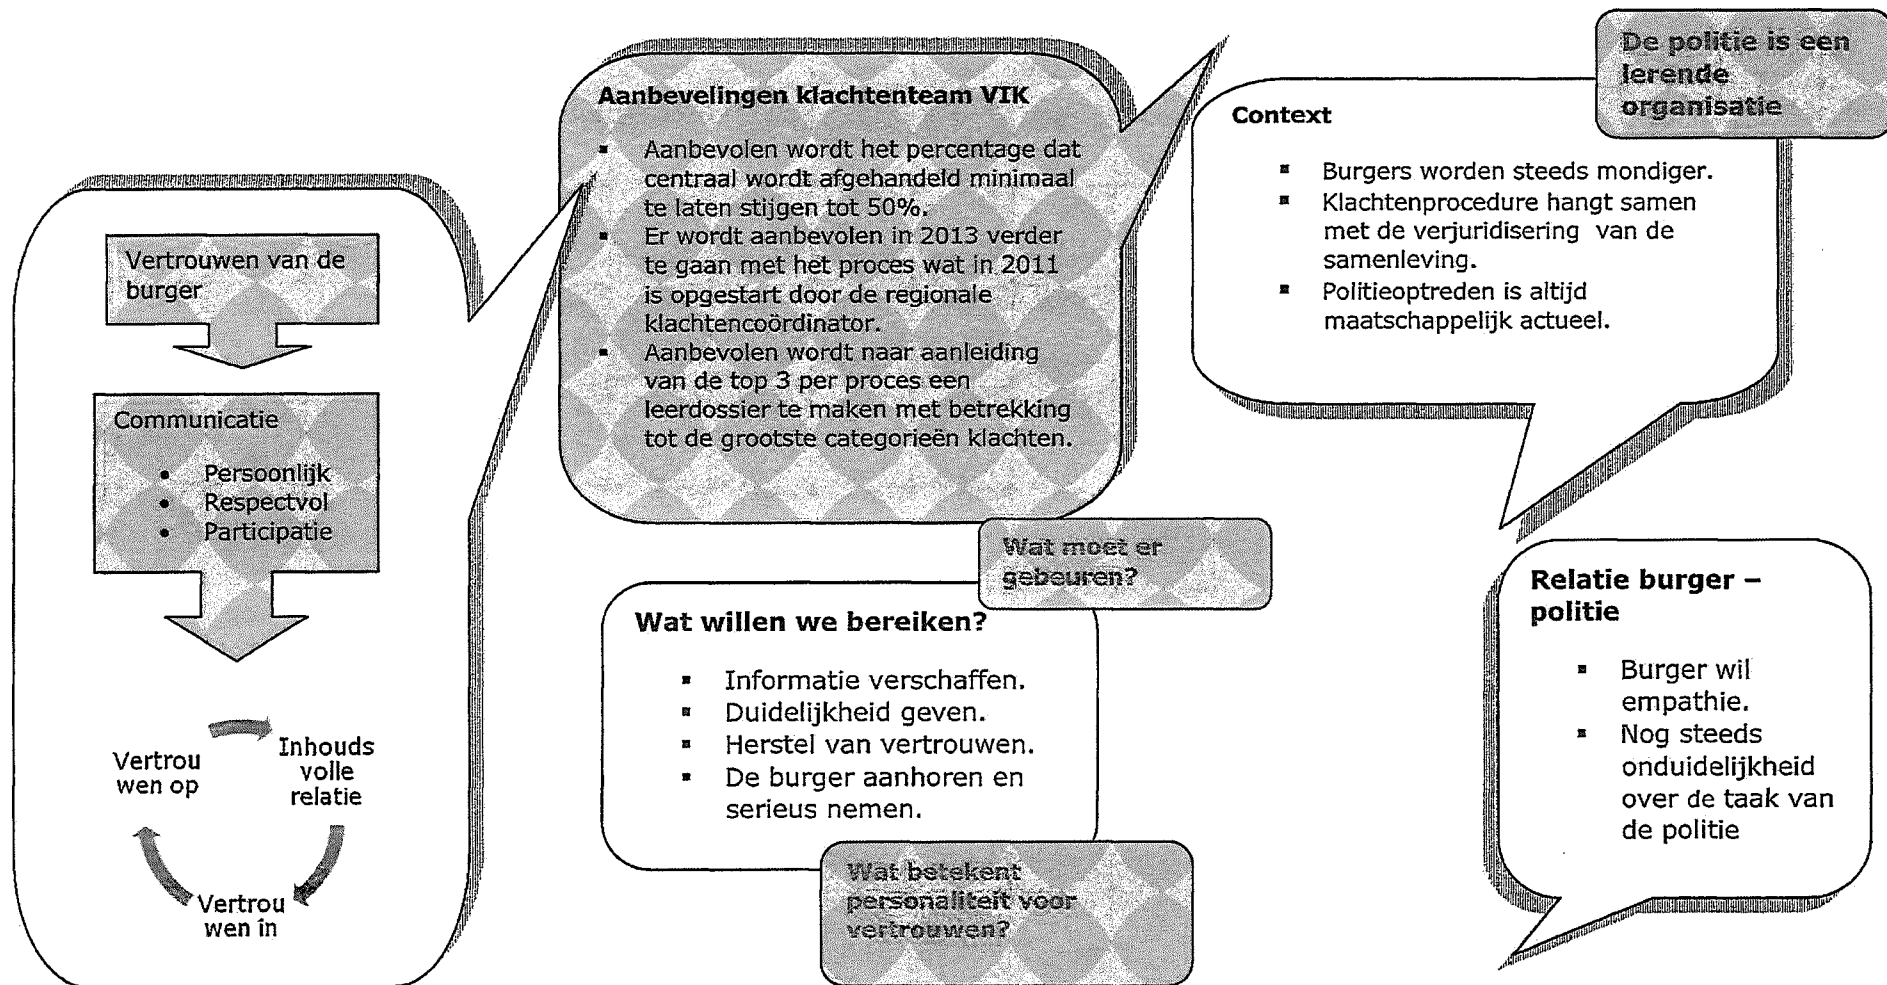 Vertrouwen van de
burger
Communicatie
• Persoonlijk
• Respectvol
• Participatie
Vertrou
wen op
Inhouds
volle
relatie
Vertrou
wen in
Aanbevelingen klachtenteam VIK
▪ Aanbevolen wordt het percentage dat
centraal wordt afgehandeld minimaal
te laten stijgen tot 50%.
▪ Er wordt aanbevolen in 2013 verder
te gaan met het proces wat in 2011
is opgestart door de regionale
klachtencoördinator.
▪ Aanbevolen wordt naar aanleiding
van de top 3 per proces een
leerdossier te maken met betrekking
tot de grootste categorieën klachten.
Wat moet er
gebeuren?
Wat willen we bereiken?
▪ Informatie verschaffen.
▪ Duidelijkheid geven.
▪ Herstel van vertrouwen.
▪ De burger aanhoren en
serieus nemen.
Wat betekent
personaliteit voor
vertrouwen?
De politie is een
lerende
organisatie
Context
▪ Burgers worden steeds mondiger.
▪ Klachtenprocedure hangt samen
met de verjuridisering van de
samenleving.
▪ Politieoptreden is altijd
maatschappelijk actueel.
Relatie burger –
politie
▪ Burger wil
empathie.
▪ Nog steeds
onduidelijkheid
over de taak van
de politie